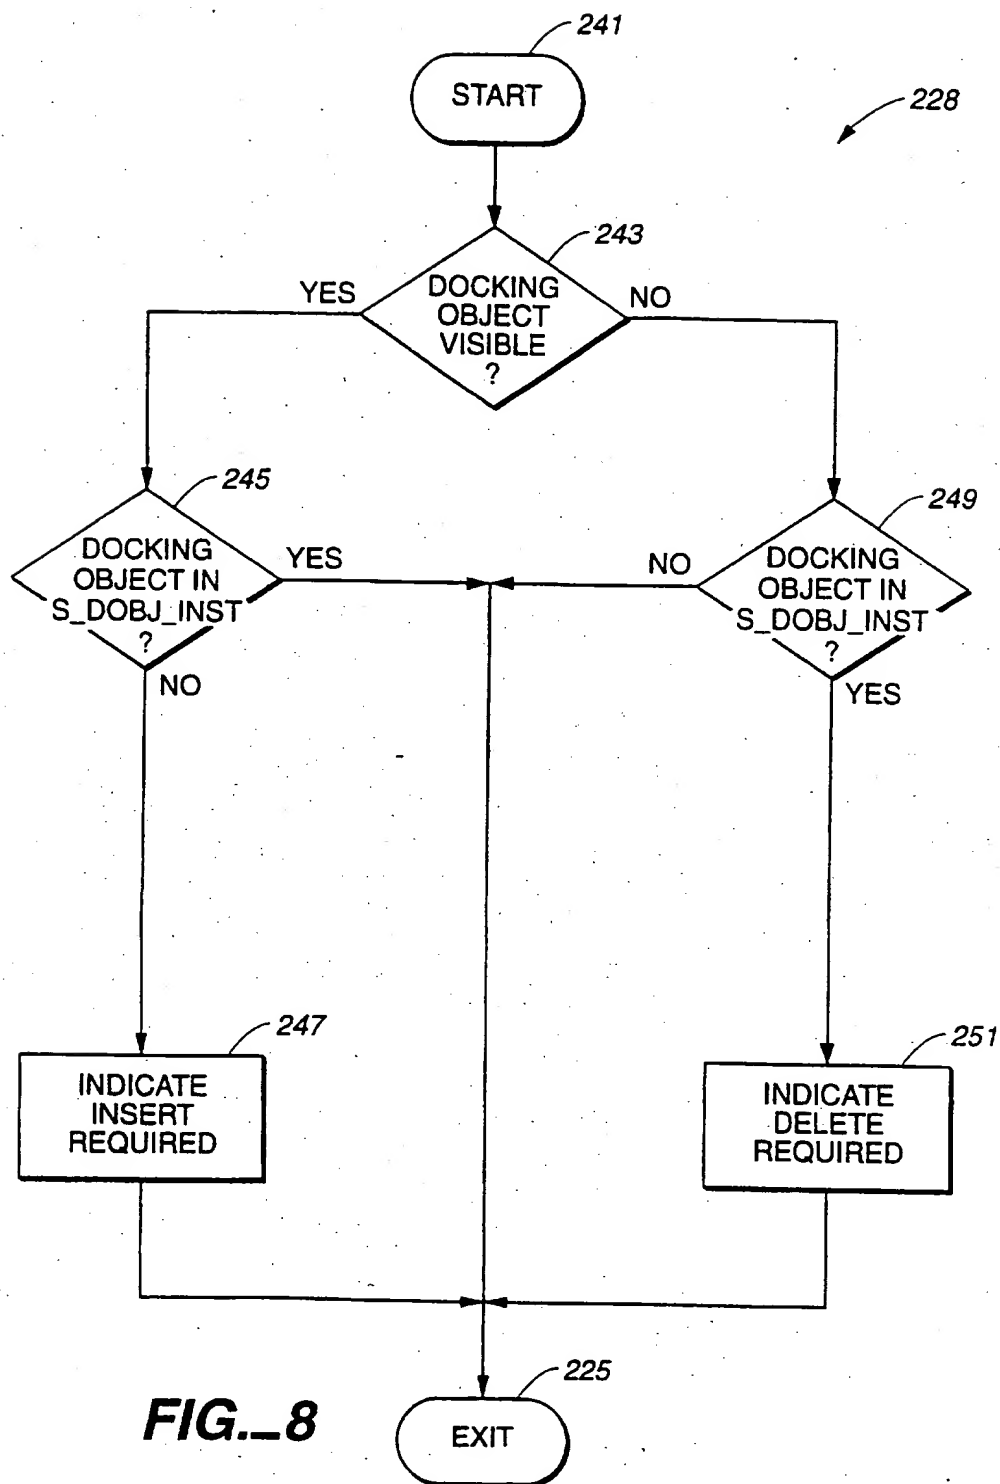 241
START
228
243
DOCKING
OBJECT
VISIBLE
?
YES
NO
245
DOCKING
OBJECT IN
S_DOBJ_INST
?
YES
NO
249
DOCKING
OBJECT IN
S_DOBJ_INST
?
NO
YES
247
INDICATE
INSERT
REQUIRED
251
INDICATE
DELETE
REQUIRED
225
EXIT
FIG._8